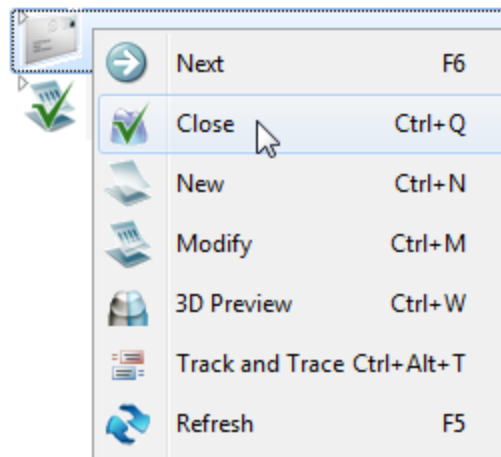 Next F6
Close Ctrl+Q
New Ctrl+N
Modify Ctrl+M
3D Preview Ctrl+W
Track and Trace Ctrl+Alt+T
Refresh F5